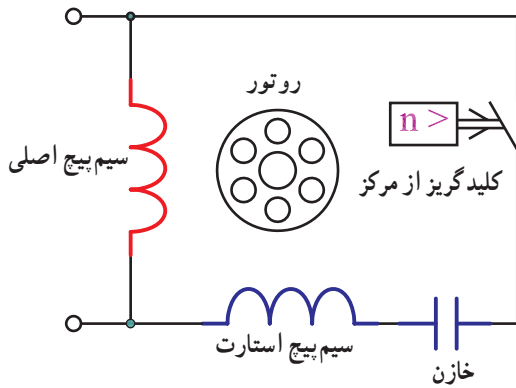 روتور
n >
سیم‌پیچ اصلی
کلید گریز از مرکز
سیم‌پیچ استارت
خازن